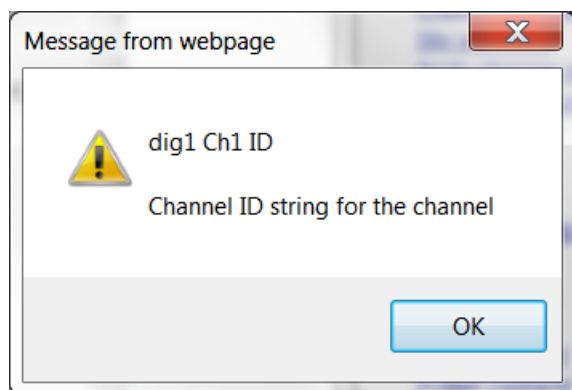 Message from webpage
X
dig1 Ch1 ID
Channel ID string for the channel
OK